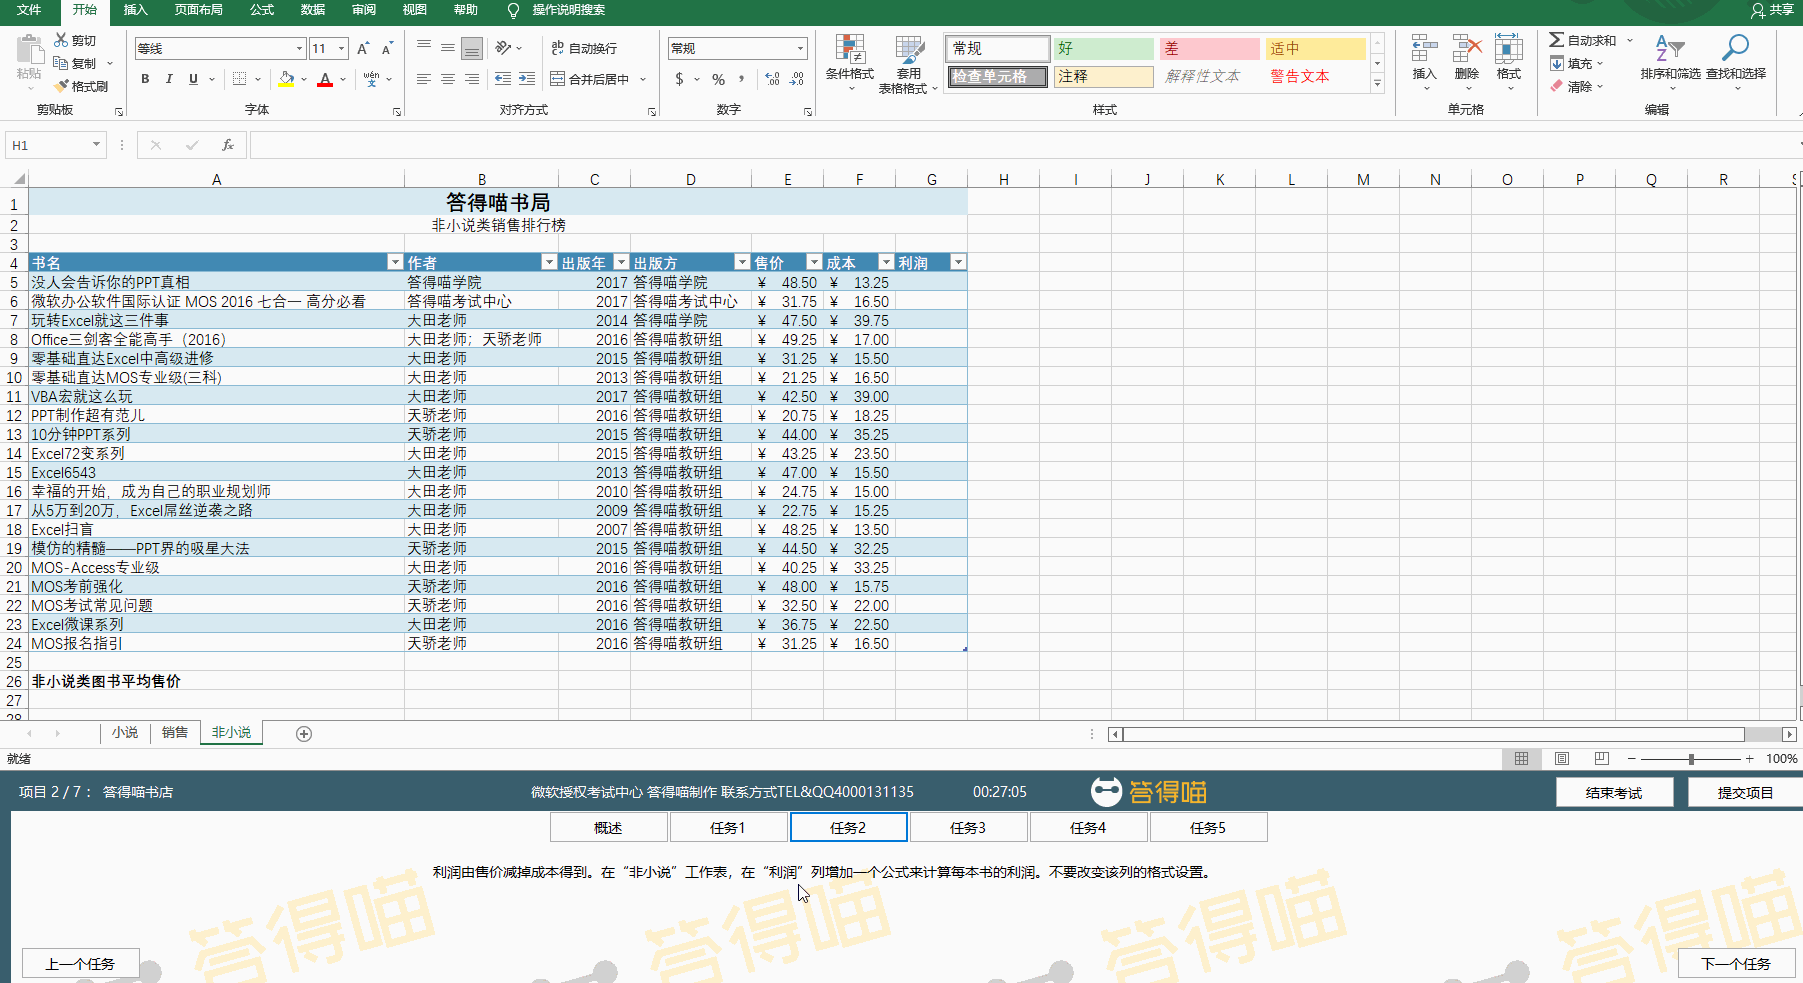 文件 开始 插入 页面布局 公式 数据 审阅 视图 帮助 操作说明搜索 共享
粘贴 剪切 复制 格式刷 剪贴板
等线 11 A A B I U A wén 字体
ab 自动换行 合并后居中 对齐方式
常规 $ % , 数字
条件格式 套用 表格格式 常规 好 差 适中 检查单元格 注释 解释性文本 警告文本 样式
插入 删除 格式 单元格
自动求和 填充 清除 排序和筛选 查找和选择 编辑
H1 fx
A B C D E F G H I J K L M N O P Q R S
1 答得喵书局
2 非小说类销售排行榜
3
4 书名 作者 出版年 出版方 售价 成本 利润
5 没人会告诉你的PPT真相 答得喵学院 2017 答得喵学院 ¥ 48.50 ¥ 13.25
6 微软办公软件国际认证 MOS 2016 七合一 高分必看 答得喵考试中心 2017 答得喵考试中心 ¥ 31.75 ¥ 16.50
7 玩转Excel就这三件事 大田老师 2014 答得喵学院 ¥ 47.50 ¥ 39.75
8 Office三剑客全能高手（2016） 大田老师；天骄老师 2016 答得喵教研组 ¥ 49.25 ¥ 17.00
9 零基础直达Excel中高级进修 大田老师 2015 答得喵教研组 ¥ 31.25 ¥ 15.50
10 零基础直达MOS专业级(三科) 大田老师 2013 答得喵教研组 ¥ 21.25 ¥ 16.50
11 VBA宏就这么玩 大田老师 2017 答得喵教研组 ¥ 42.50 ¥ 39.00
12 PPT制作超有范儿 天骄老师 2016 答得喵教研组 ¥ 20.75 ¥ 18.25
13 10分钟PPT系列 天骄老师 2015 答得喵教研组 ¥ 44.00 ¥ 35.25
14 Excel72变系列 大田老师 2015 答得喵教研组 ¥ 43.25 ¥ 23.50
15 Excel6543 大田老师 2013 答得喵教研组 ¥ 47.00 ¥ 15.50
16 幸福的开始，成为自己的职业规划师 大田老师 2010 答得喵教研组 ¥ 24.75 ¥ 15.00
17 从5万到20万，Excel屌丝逆袭之路 大田老师 2009 答得喵教研组 ¥ 22.75 ¥ 15.25
18 Excel扫盲 大田老师 2007 答得喵教研组 ¥ 48.25 ¥ 13.50
19 模仿的精髓——PPT界的吸星大法 天骄老师 2015 答得喵教研组 ¥ 44.50 ¥ 32.25
20 MOS-Access专业级 大田老师 2016 答得喵教研组 ¥ 40.25 ¥ 33.25
21 MOS考前强化 天骄老师 2016 答得喵教研组 ¥ 48.00 ¥ 15.75
22 MOS考试常见问题 天骄老师 2016 答得喵教研组 ¥ 32.50 ¥ 22.00
23 Excel微课系列 大田老师 2016 答得喵教研组 ¥ 36.75 ¥ 22.50
24 MOS报名指引 天骄老师 2016 答得喵教研组 ¥ 31.25 ¥ 16.50
25
26 非小说类图书平均售价
27
28
小说 销售 非小说
就绪 100%
项目 2 / 7 ： 答得喵书店 微软授权考试中心 答得喵制作 联系方式TEL&QQ4000131135 00:27:05 答得喵 结束考试 提交项目
概述 任务1 任务2 任务3 任务4 任务5
利润由售价减掉成本得到。在“非小说”工作表，在“利润”列增加一个公式来计算每本书的利润。不要改变该列的格式设置。
答得喵 答得喵 答得喵 答得喵
上一个任务 下一个任务